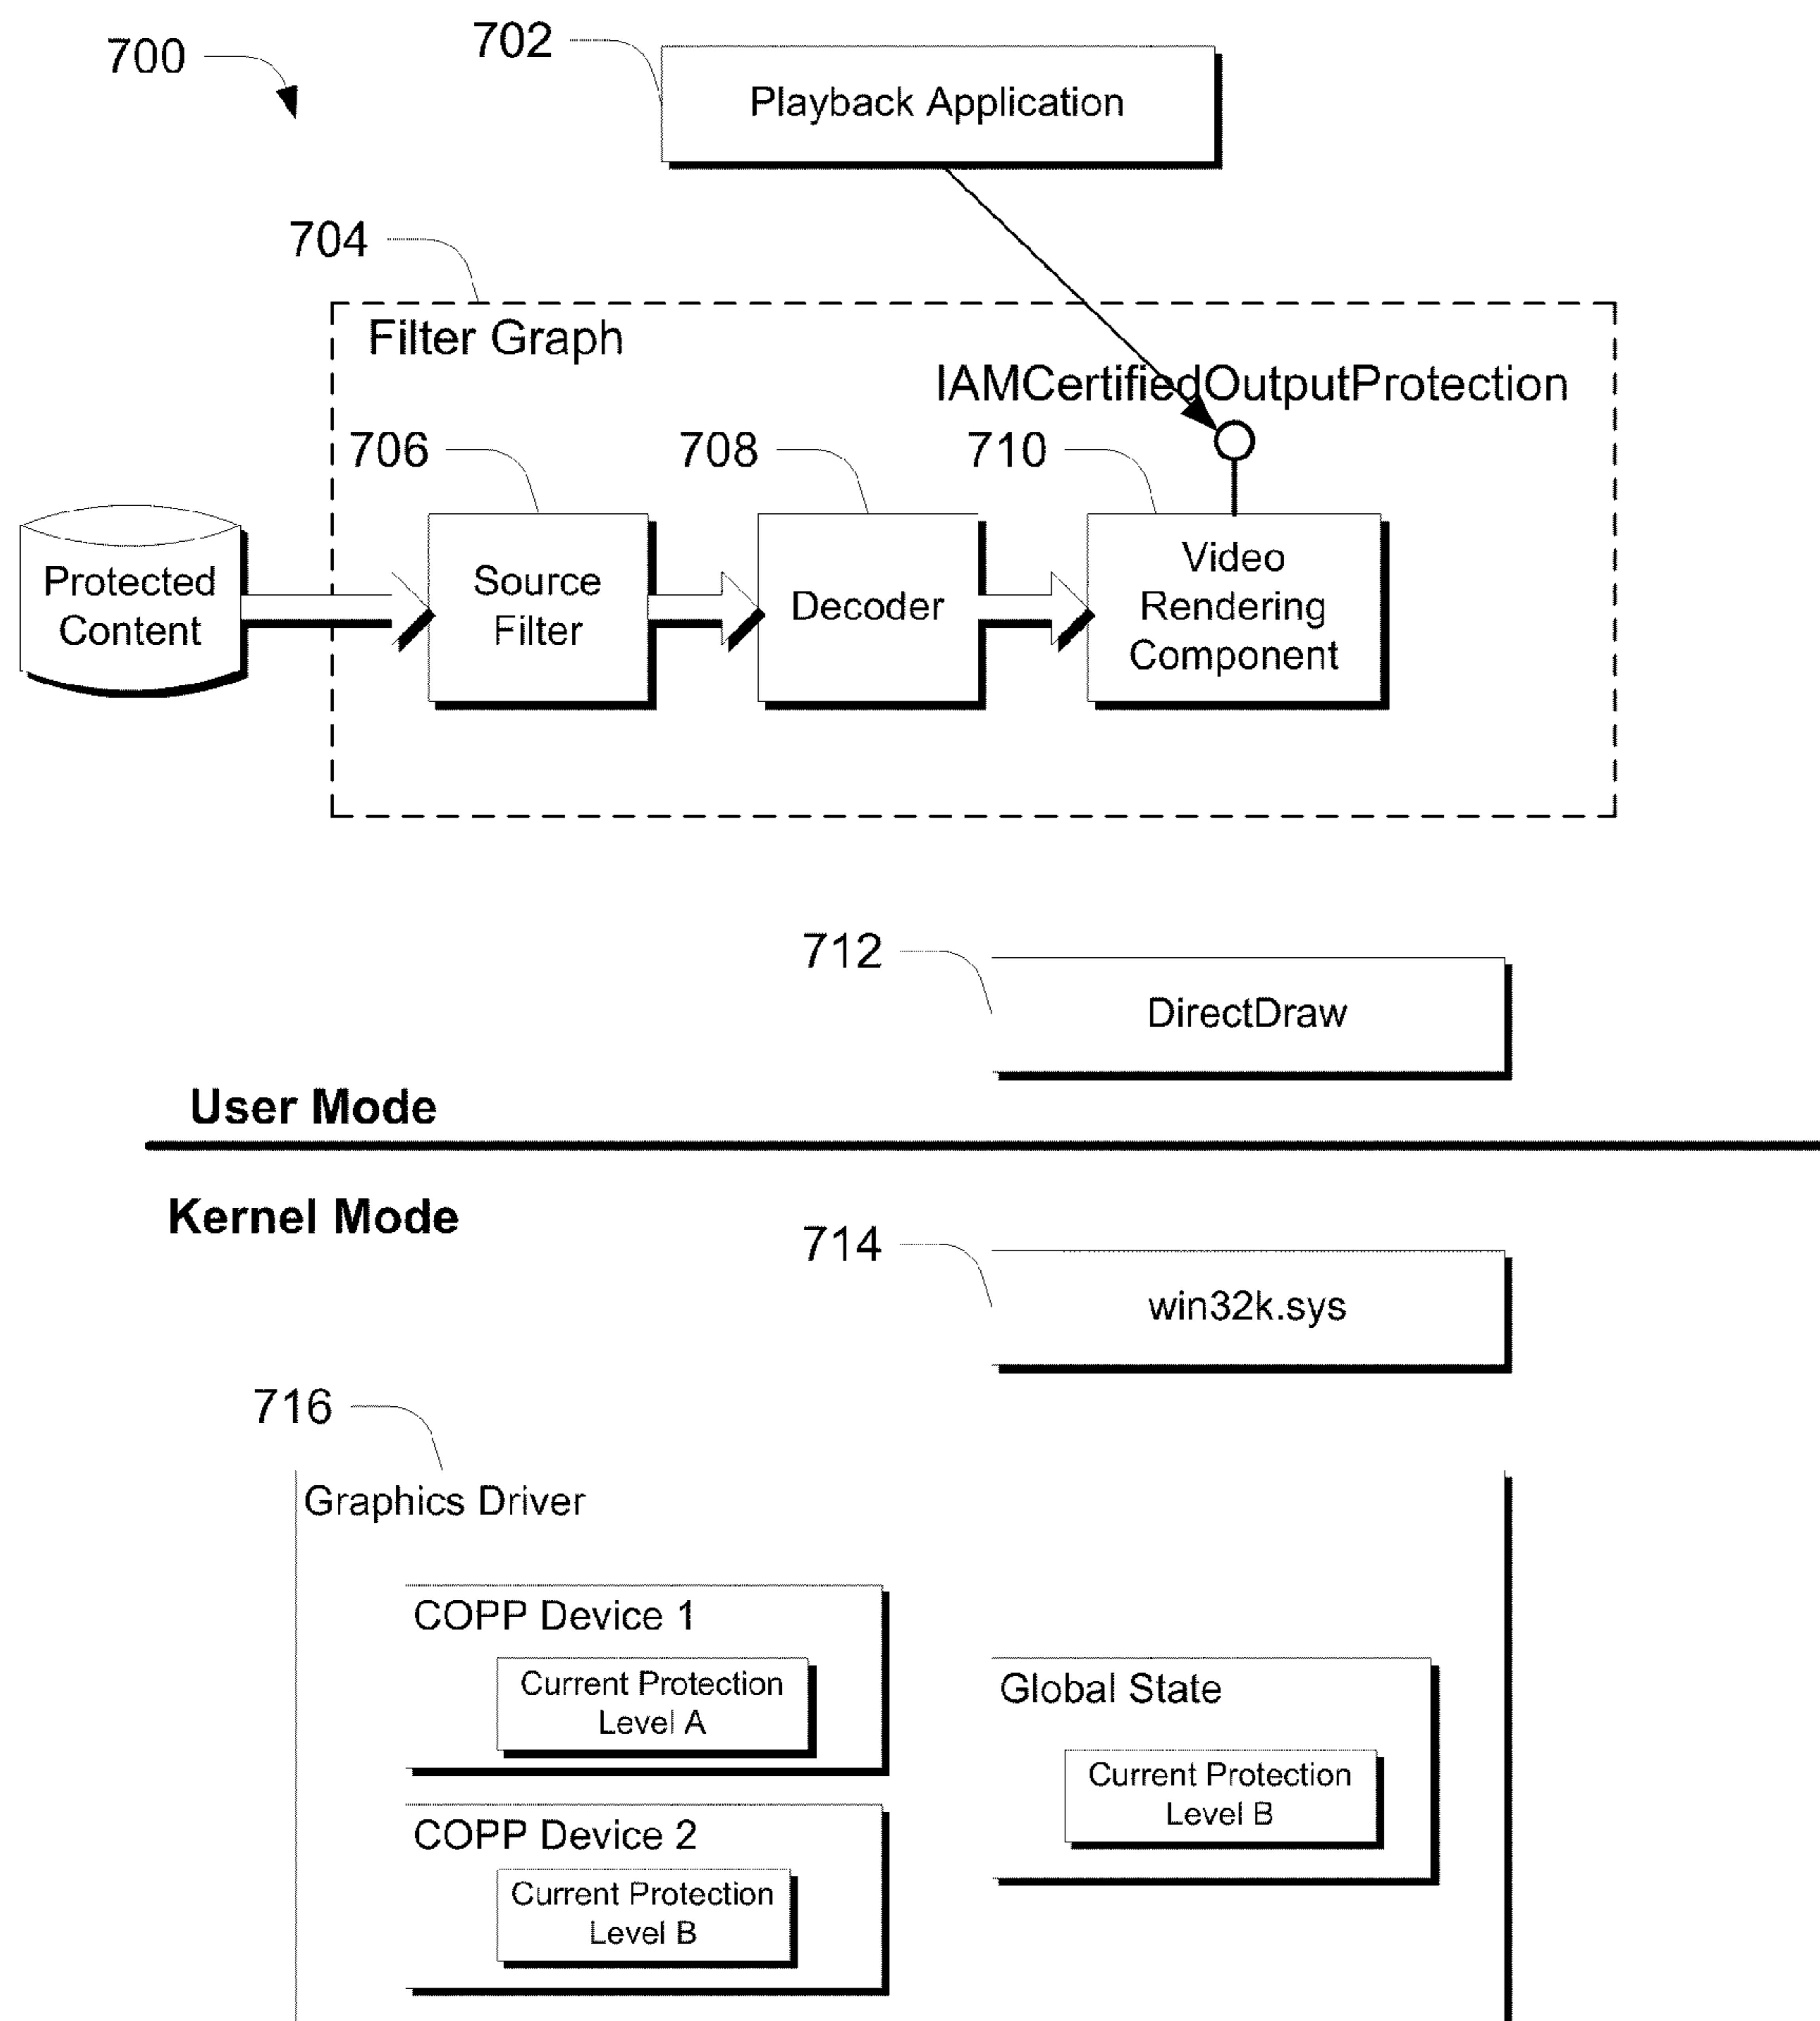 700
702
Playback Application
704
Filter Graph
IAMCertifiedOutputProtection
706
708
710
Protected
Content
Source
Filter
Decoder
Video
Rendering
Component
712
DirectDraw
User Mode
Kernel Mode
714
win32k.sys
716
Graphics Driver
COPP Device 1
Current Protection
Level A
Global State
Current Protection
Level B
COPP Device 2
Current Protection
Level B